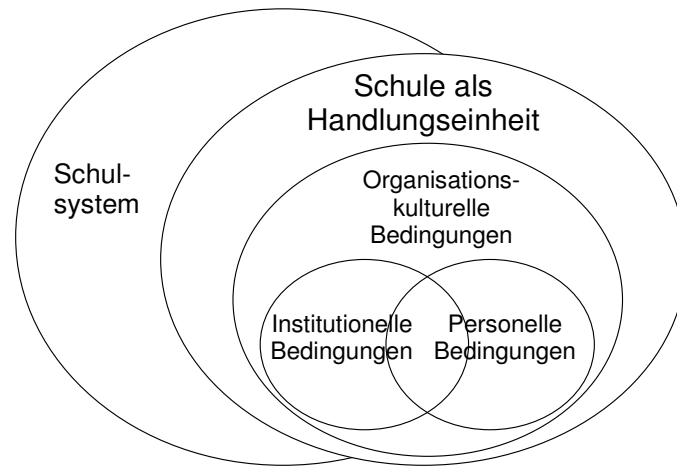 Schule als
Handlungseinheit
Schul-
system
Organisations-
kulturelle
Bedingungen
Institutionelle
Bedingungen
Personelle
Bedingungen